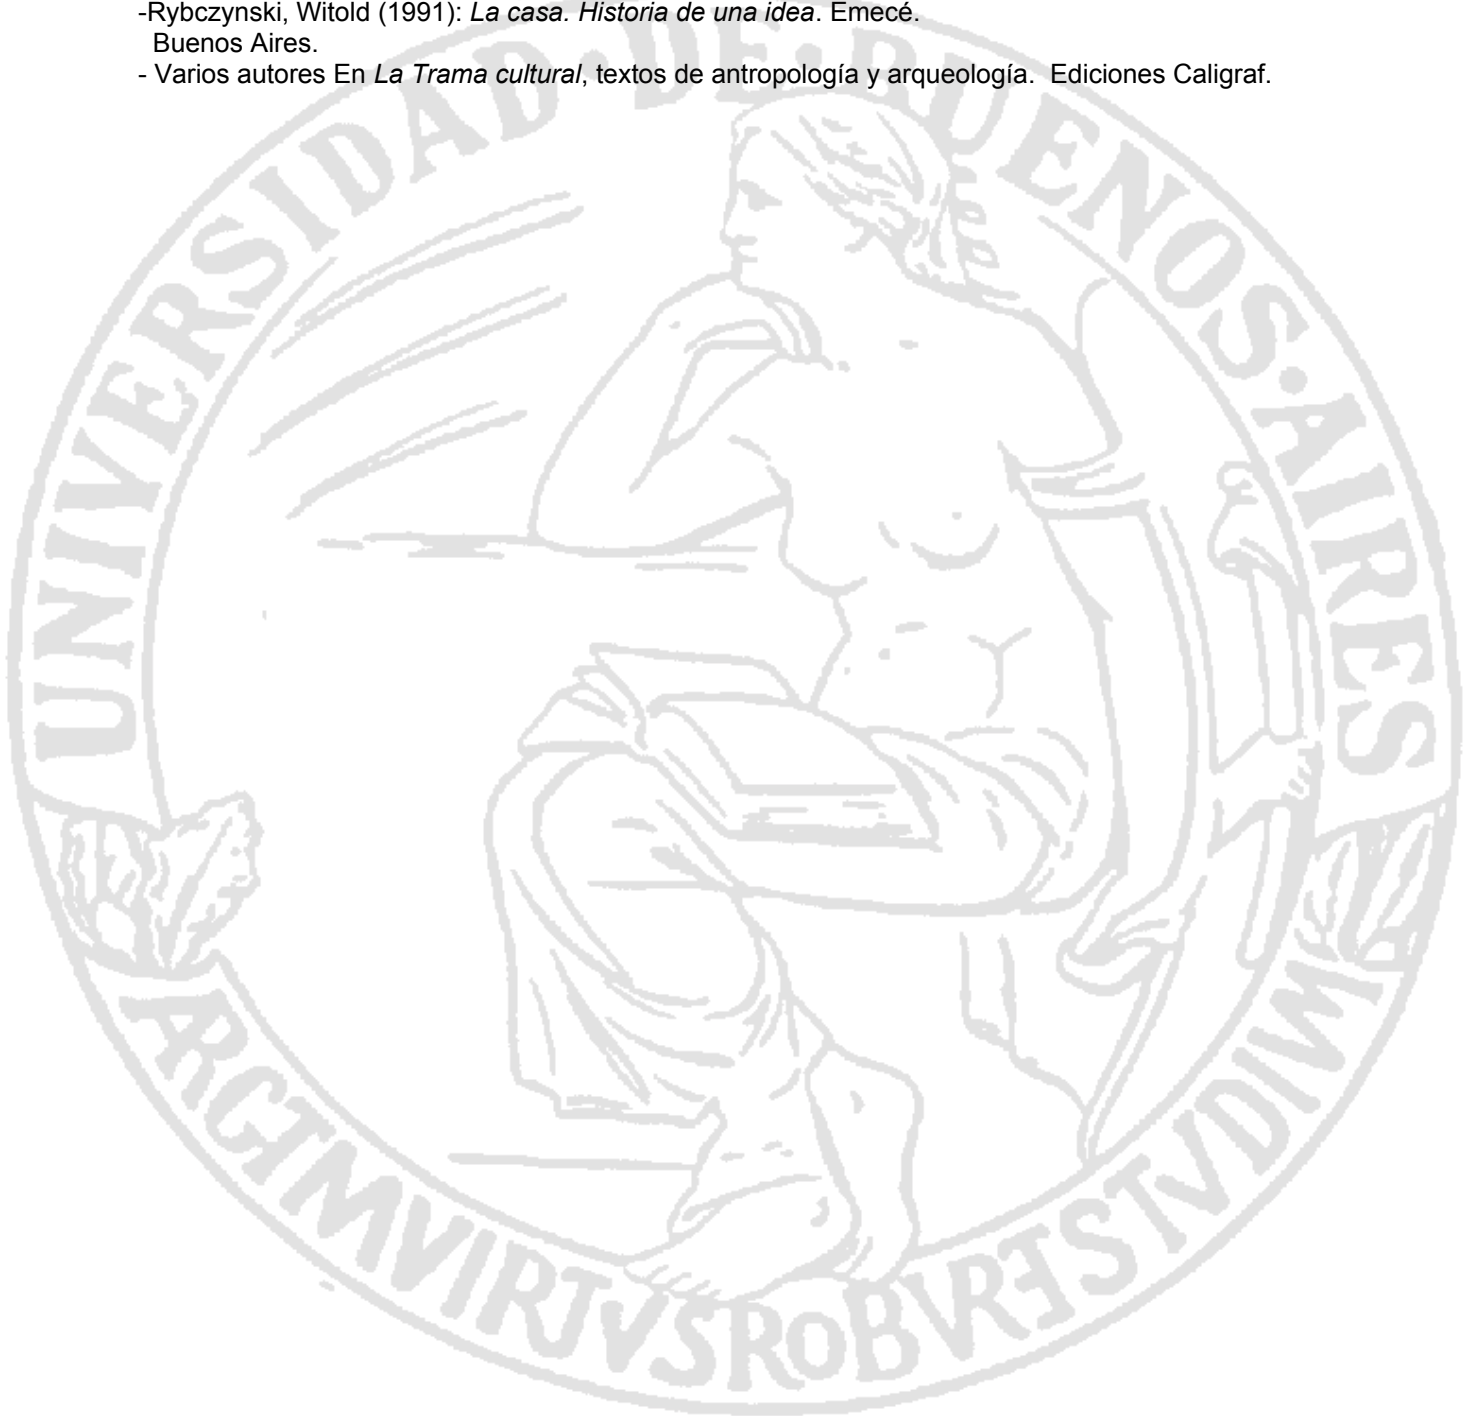 -Rybczynski, Witold (1991): La casa. Historia de una idea. Emecé.
Buenos Aires.
- Varios autores En La Trama cultural, textos de antropología y arqueología.  Ediciones Caligraf.
UNIVERSIDAD·DE·BUENOS·AIRES
ARGTMVIRTVSROBVRETSTVDIVM